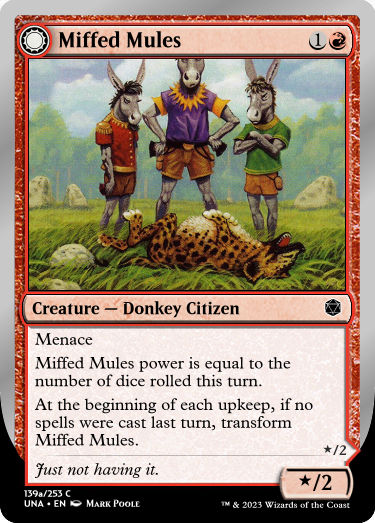 Miffed Mules 1
Creature — Donkey Citizen
Menace
Miffed Mules power is equal to the
number of dice rolled this turn.
At the beginning of each upkeep, if no
spells were cast last turn, transform
Miffed Mules.
★/2
Just not having it.
★/2
139a/253 C
UNA • EN Mark Poole
™ & 2023 Wizards of the Coast